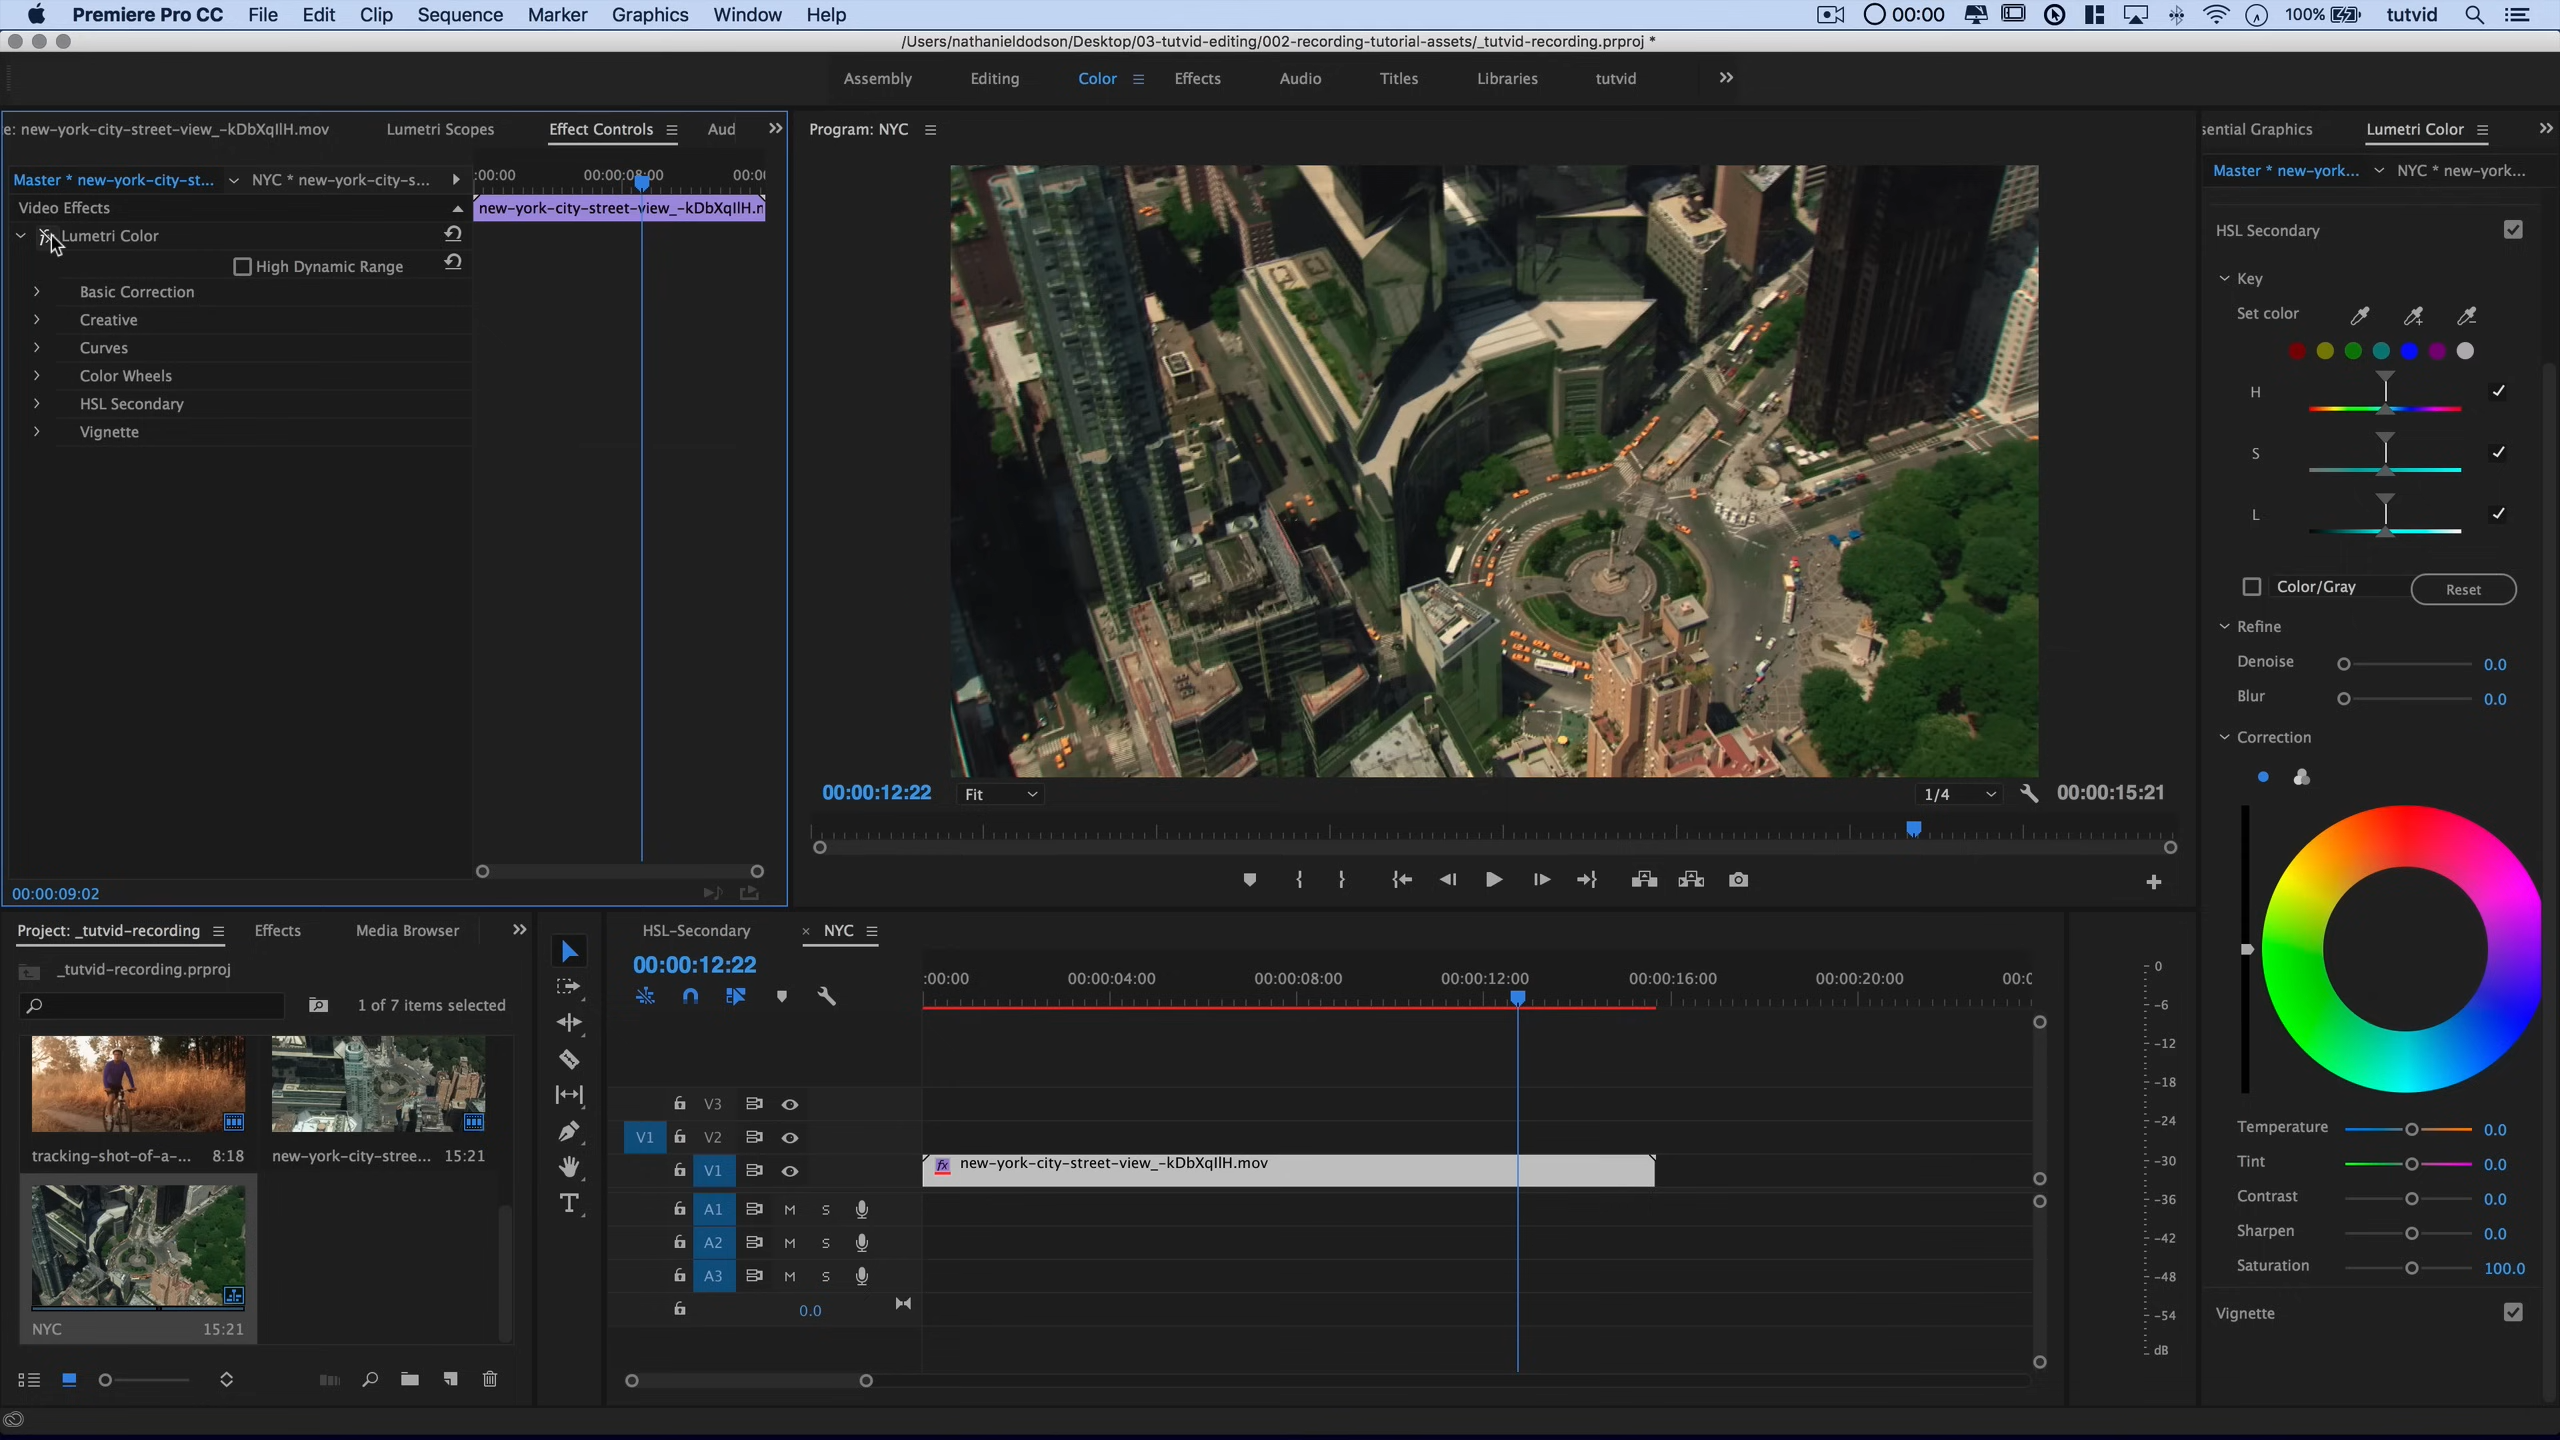 Premiere Pro CC File Edit Clip Sequence Marker Graphics Window Help 00:00 100% tutvid
/Users/nathanieldodson/Desktop/03-tutvid-editing/002-recording-tutorial-assets/_tutvid-recording.prproj *
Assembly Editing Color Effects Audio Titles Libraries tutvid
e: new-york-city-street-view_-kDbXqIlH.mov Lumetri Scopes Effect Controls Aud
Master * new-york-city-st... NYC * new-york-city-s...
:00:00 00:00:08:00 00:0
Video Effects
new-york-city-street-view_-kDbXqIlH.m
fx Lumetri Color
High Dynamic Range
Basic Correction
Creative
Curves
Color Wheels
HSL Secondary
Vignette
00:00:09:02
Program: NYC
00:00:12:22 Fit 1/4 00:00:15:21
sential Graphics Lumetri Color
Master * new-york... NYC * new-york...
HSL Secondary
Key
Set color
H
S
L
Color/Gray Reset
Refine
Denoise 0.0
Blur 0.0
Correction
Temperature 0.0
Tint 0.0
Contrast 0.0
Sharpen 0.0
Saturation 100.0
Vignette
Project: _tutvid-recording Effects Media Browser
_tutvid-recording.prproj
1 of 7 items selected
tracking-shot-of-a-... 8:18
new-york-city-stree... 15:21
NYC 15:21
HSL-Secondary × NYC
00:00:12:22
:00:00 00:00:04:00 00:00:08:00 00:00:12:00 00:00:16:00 00:00:20:00 00:0
V3
V1 V2
V1 fx new-york-city-street-view_-kDbXqIlH.mov
A1 M S
A2 M S
A3 M S
0.0
0
-6
-12
-18
-24
-30
-36
-42
-48
-54
dB